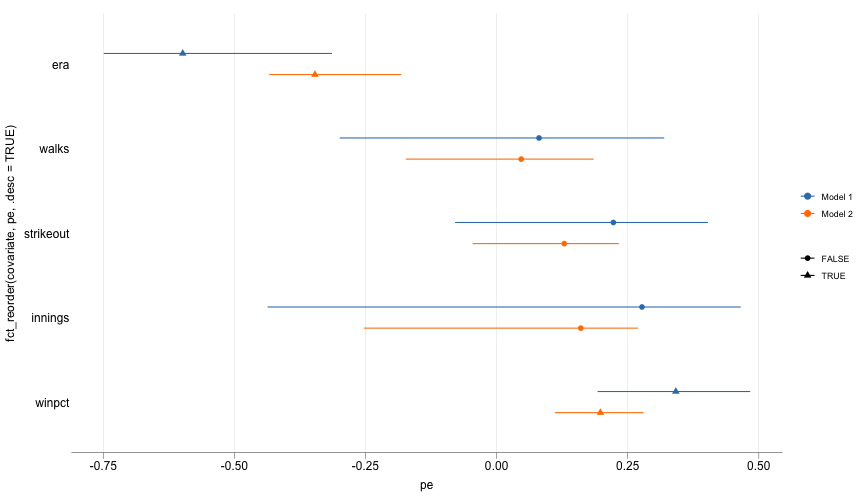 fct_reorder(covariate, pe, .desc = TRUE)
era
walks
strikeout
innings
winpct
-0.75
-0.50
-0.25
0.00
0.25
0.50
pe
Model 1
Model 2
FALSE
TRUE